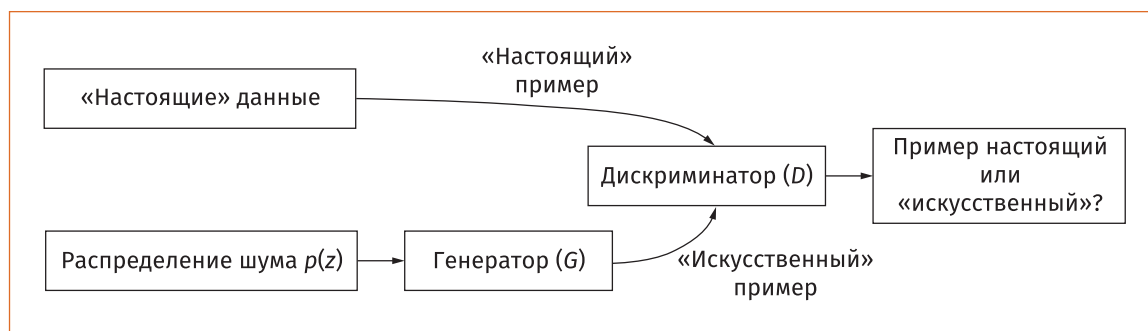 «Настоящий»
пример
«Настоящие» данные
Дискриминатор (D)
Пример настоящий
или
«искусственный»?
Распределение шума p(z)
Генератор (G)
«Искусственный»
пример